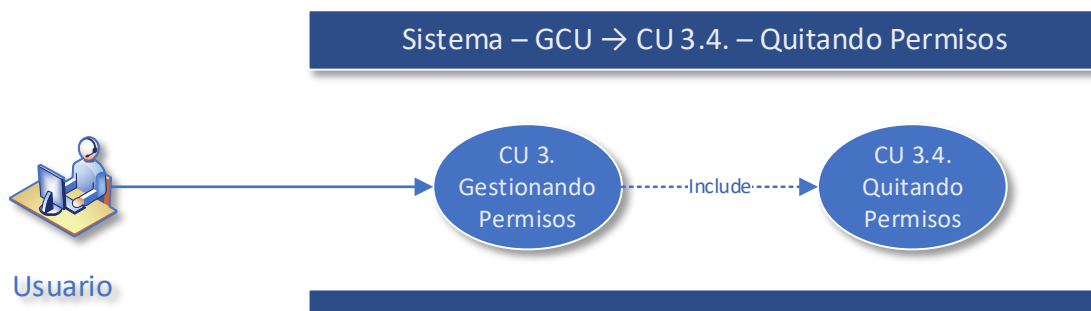 Sistema – GCU → CU 3.4. – Quitando Permisos
CU 3.
Gestionando
Permisos
Include
CU 3.4.
Quitando
Permisos
Usuario